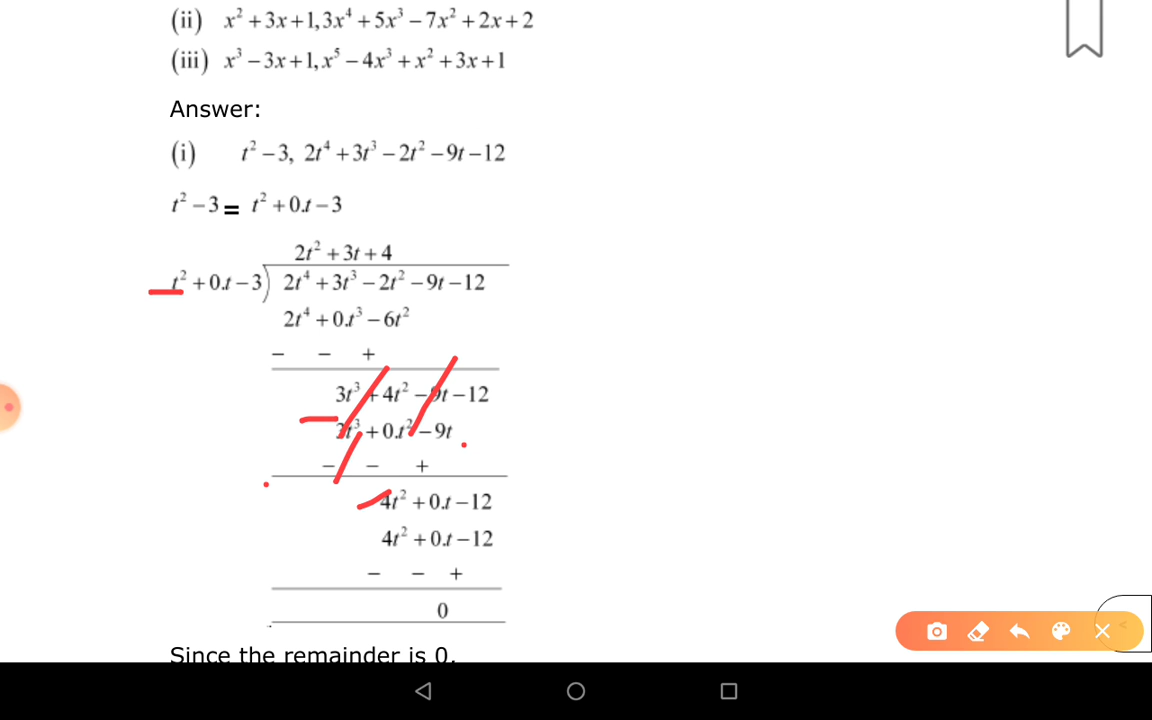 (ii) x² + 3x + 1, 3x⁴ + 5x³ − 7x² + 2x + 2
(iii) x³ − 3x + 1, x⁵ − 4x³ + x² + 3x + 1
Answer:
(i) t² − 3, 2t⁴ + 3t³ − 2t² − 9t − 12
t² − 3 = t² + 0.t − 3
2t² + 3t + 4
t² + 0.t − 3) 2t⁴ + 3t³ − 2t² − 9t − 12
2t⁴ + 0.t³ − 6t²
− − +
3t³ + 4t² − 9t − 12
3t³ + 0.t² − 9t
− − +
4t² + 0.t − 12
4t² + 0.t − 12
− − +
0
Since the remainder is 0,